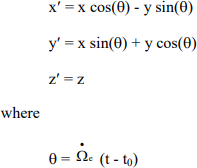 x′ = x cos(θ) - y sin(θ)
y′ = x sin(θ) + y cos(θ)
z′ = z
where
θ = Ω̇e (t - t₀)